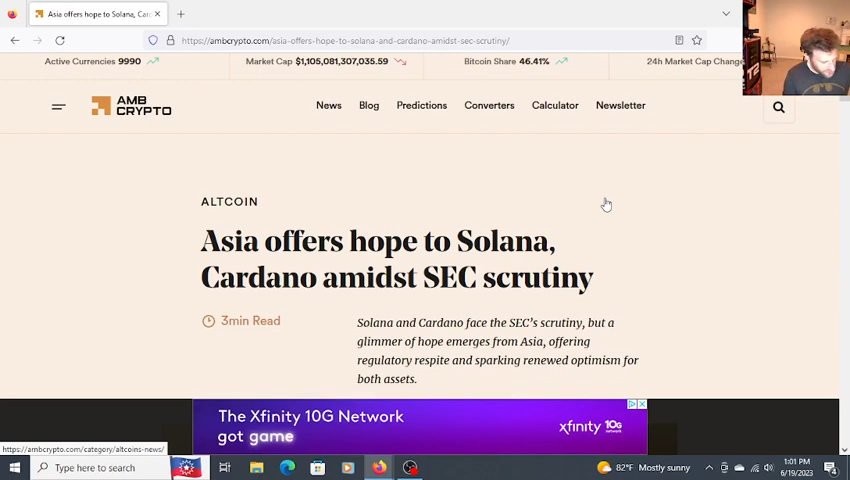 Asia offers hope to Solana, Car
https://ambcrypto.com/asia-offers-hope-to-solana-and-cardano-amidst-sec-scrutiny/
Active Currencies 9990
Market Cap $1,105,081,307,035.59
Bitcoin Share 46.41%
24h Market Cap Change
AMB
CRYPTO
News Blog Predictions Converters Calculator Newsletter
ALTCOIN
Asia offers hope to Solana,
Cardano amidst SEC scrutiny
3min Read
Solana and Cardano face the SEC's scrutiny, but a
glimmer of hope emerges from Asia, offering
regulatory respite and sparking renewed optimism for
both assets.
The Xfinity 10G Network
got game
xfinity 10G
https://ambcrypto.com/category/altcoins-news/
Type here to search
82°F Mostly sunny
1:01 PM
6/19/2023